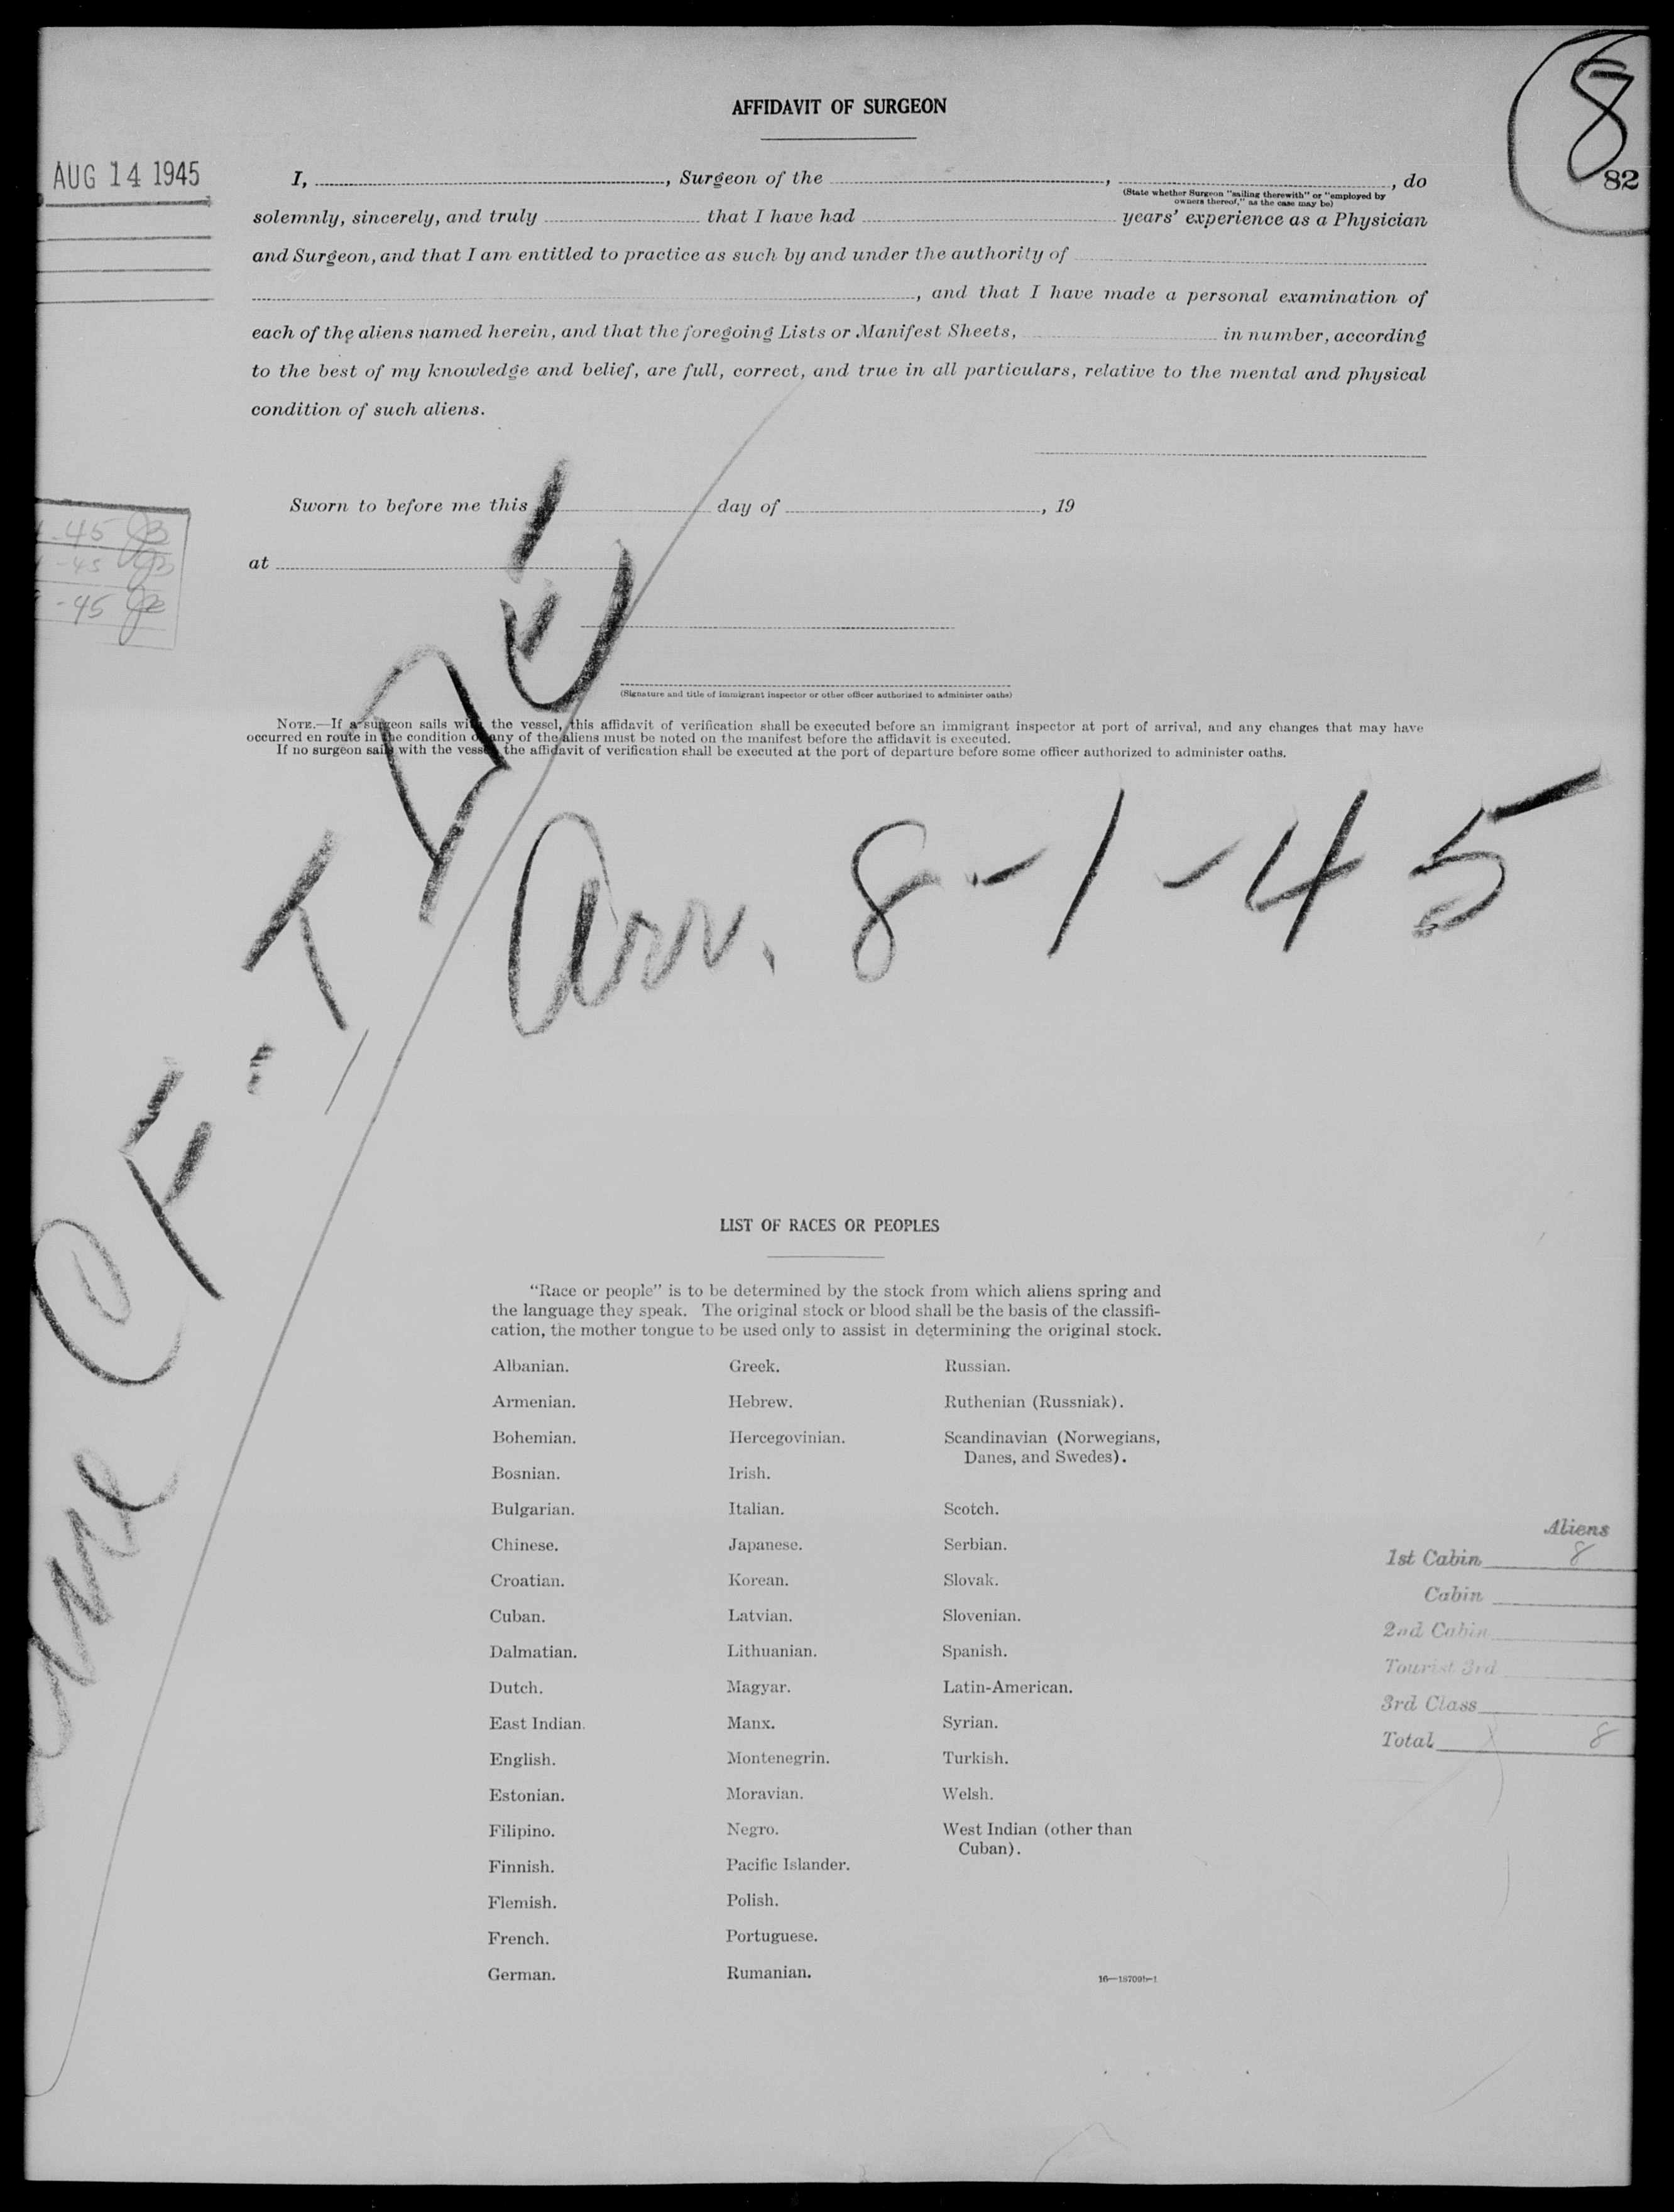 8
82
AUG 14 1945
AFFIDAVIT OF SURGEON
I, , Surgeon of the , , do
(State whether Surgeon "sailing therewith" or "employed by
owners thereof," as the case may be)
solemnly, sincerely, and truly that I have had years' experience as a Physician
and Surgeon, and that I am entitled to practice as such by and under the authority of
, and that I have made a personal examination of
each of the aliens named herein, and that the foregoing Lists or Manifest Sheets, in number, according
to the best of my knowledge and belief, are full, correct, and true in all particulars, relative to the mental and physical
condition of such aliens.
Sworn to before me this day of , 19
-45
-45
-45
at
(Signature and title of immigrant inspector or other officer authorized to administer oaths)
NOTE.—If a surgeon sails with the vessel, this affidavit of verification shall be executed before an immigrant inspector at port of arrival, and any changes that may have
occurred en route in the condition of any of the aliens must be noted on the manifest before the affidavit is executed.
If no surgeon sails with the vessel, the affidavit of verification shall be executed at the port of departure before some officer authorized to administer oaths.
Arr. 8-1-45
LIST OF RACES OR PEOPLES
"Race or people" is to be determined by the stock from which aliens spring and
the language they speak. The original stock or blood shall be the basis of the classifi-
cation, the mother tongue to be used only to assist in determining the original stock.
Albanian.
Armenian.
Bohemian.
Bosnian.
Bulgarian.
Chinese.
Croatian.
Cuban.
Dalmatian.
Dutch.
East Indian.
English.
Estonian.
Filipino.
Finnish.
Flemish.
French.
German.
Greek.
Hebrew.
Hercegovinian.
Irish.
Italian.
Japanese.
Korean.
Latvian.
Lithuanian.
Magyar.
Manx.
Montenegrin.
Moravian.
Negro.
Pacific Islander.
Polish.
Portuguese.
Rumanian.
Russian.
Ruthenian (Russniak).
Scandinavian (Norwegians,
Danes, and Swedes).
Scotch.
Serbian.
Slovak.
Slovenian.
Spanish.
Latin-American.
Syrian.
Turkish.
Welsh.
West Indian (other than
Cuban).
Aliens
1st Cabin 8
Cabin
2nd Cabin
Tourist 3rd
3rd Class
Total 8